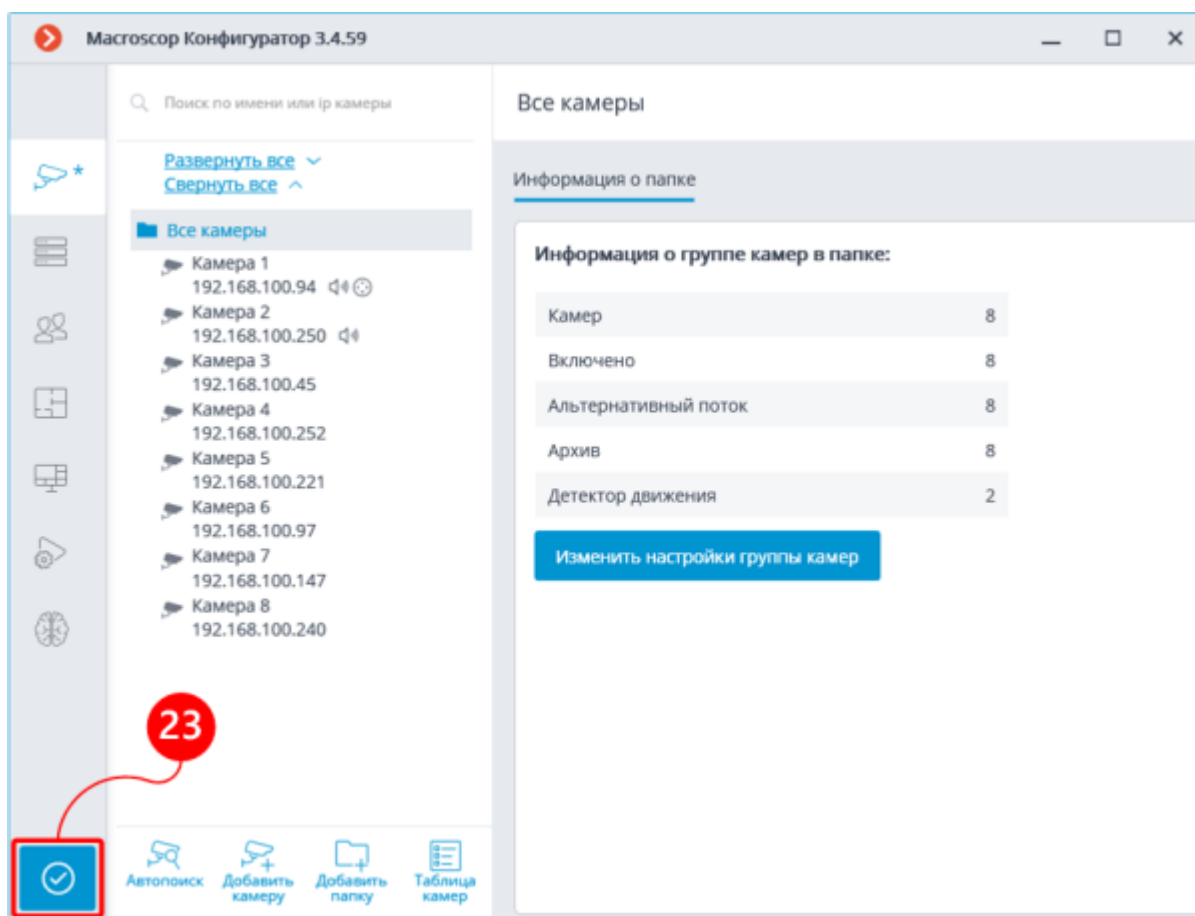 Macroscop Конфигуратор 3.4.59
Поиск по имени или ip камеры
Развернуть все
Свернуть все
Все камеры
Камера 1
192.168.100.94
Камера 2
192.168.100.250
Камера 3
192.168.100.45
Камера 4
192.168.100.252
Камера 5
192.168.100.221
Камера 6
192.168.100.97
Камера 7
192.168.100.147
Камера 8
192.168.100.240
23
Автопоиск
Добавить
камеру
Добавить
папку
Таблица
камер
Все камеры
Информация о папке
Информация о группе камер в папке:
Камер 8
Включено 8
Альтернативный поток 8
Архив 8
Детектор движения 2
Изменить настройки группы камер